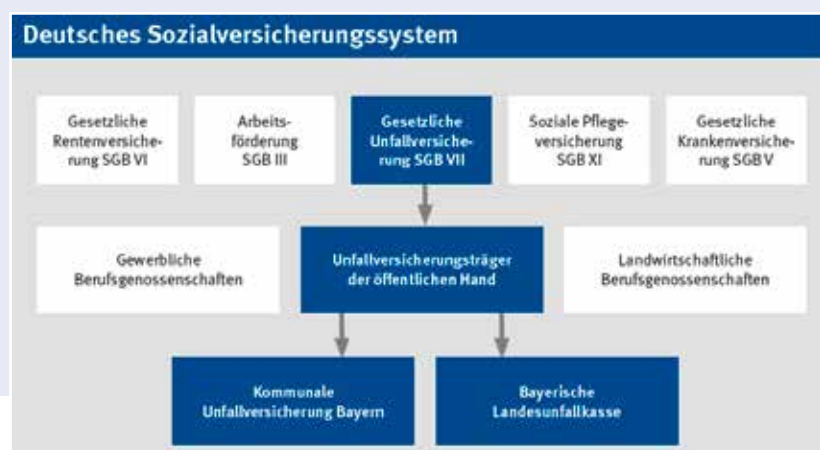 Deutsches Sozialversicherungssystem
Gesetzliche
Rentenversiche-
rung SGB VI
Arbeits-
förderung
SGB III
Gesetzliche
Unfallversiche-
rung SGB VII
Soziale Pflege-
versicherung
SGB XI
Gesetzliche
Krankenversiche-
rung SGB V
Gewerbliche
Berufsgenossenschaften
Unfallversicherungsträger
der öffentlichen Hand
Landwirtschaftliche
Berufsgenossenschaften
Kommunale
Unfallversicherung Bayern
Bayerische
Landesunfallkasse